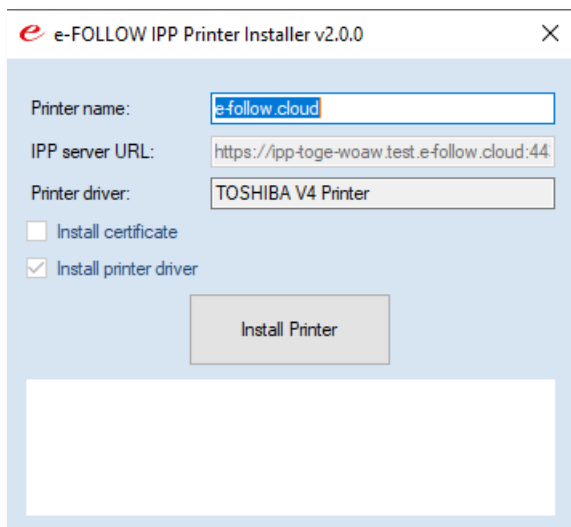 e-FOLLOW IPP Printer Installer v2.0.0
Printer name: e-follow.cloud
IPP server URL: https://ipp-toge-woaw.test.e-follow.cloud:44
Printer driver: TOSHIBA V4 Printer
Install certificate
Install printer driver
Install Printer